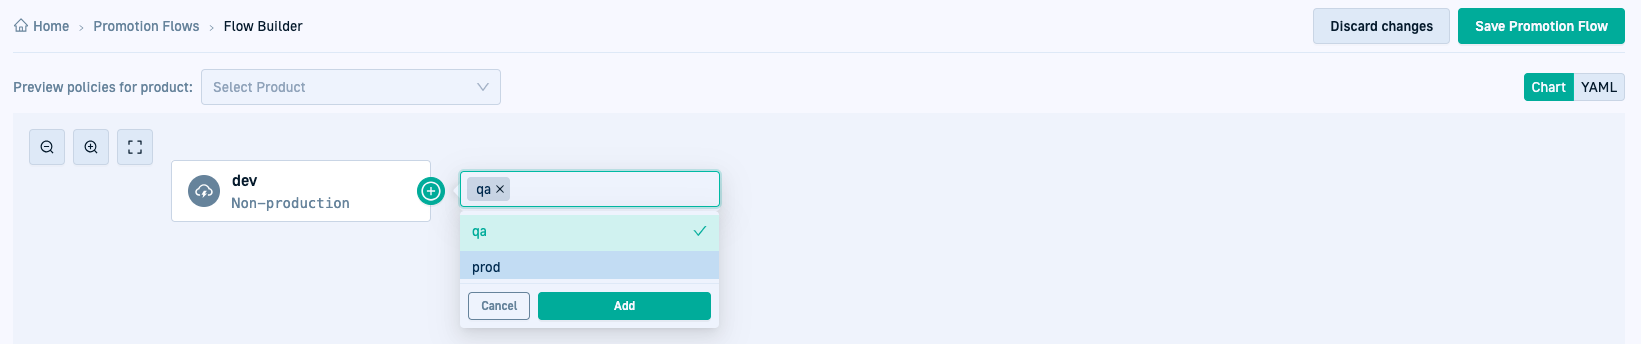 Home › Promotion Flows › Flow Builder
Discard changes
Save Promotion Flow
Preview policies for product:
Select Product
Chart
YAML
dev
Non-production
qa
qa
prod
Cancel
Add